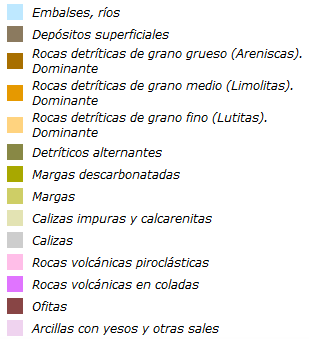 Embalses, ríos
Depósitos superficiales
Rocas detríticas de grano grueso (Areniscas).
Dominante
Rocas detríticas de grano medio (Limolitas).
Dominante
Rocas detríticas de grano fino (Lutitas).
Dominante
Detríticos alternantes
Margas descarbonatadas
Margas
Calizas impuras y calcarenitas
Calizas
Rocas volcánicas piroclásticas
Rocas volcánicas en coladas
Ofitas
Arcillas con yesos y otras sales